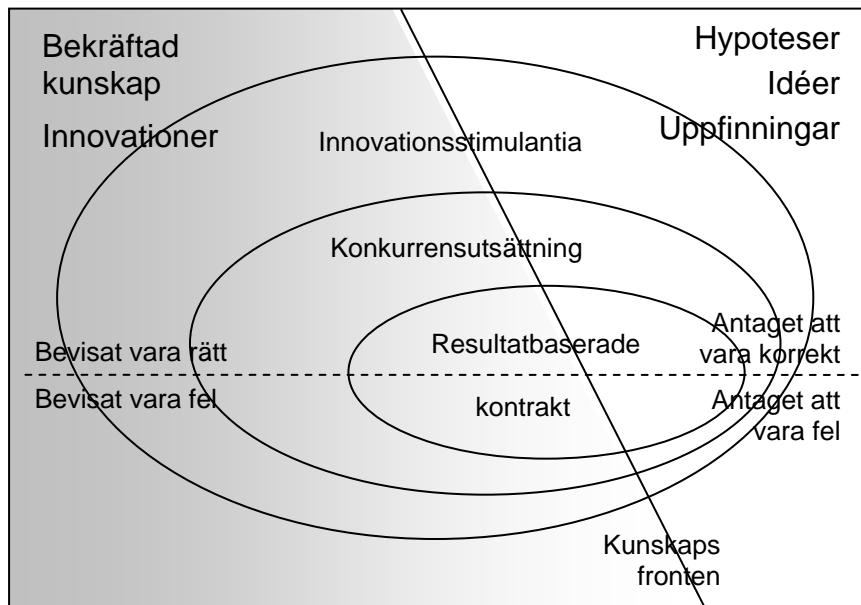 Bekräftad
kunskap
Innovationer
Hypoteser
Idéer
Uppfinningar
Innovationsstimulantia
Konkurrensutsättning
Resultatbaserade
kontrakt
Bevisat vara rätt
Bevisat vara fel
Antaget att
vara korrekt
Antaget att
vara fel
Kunskaps
fronten